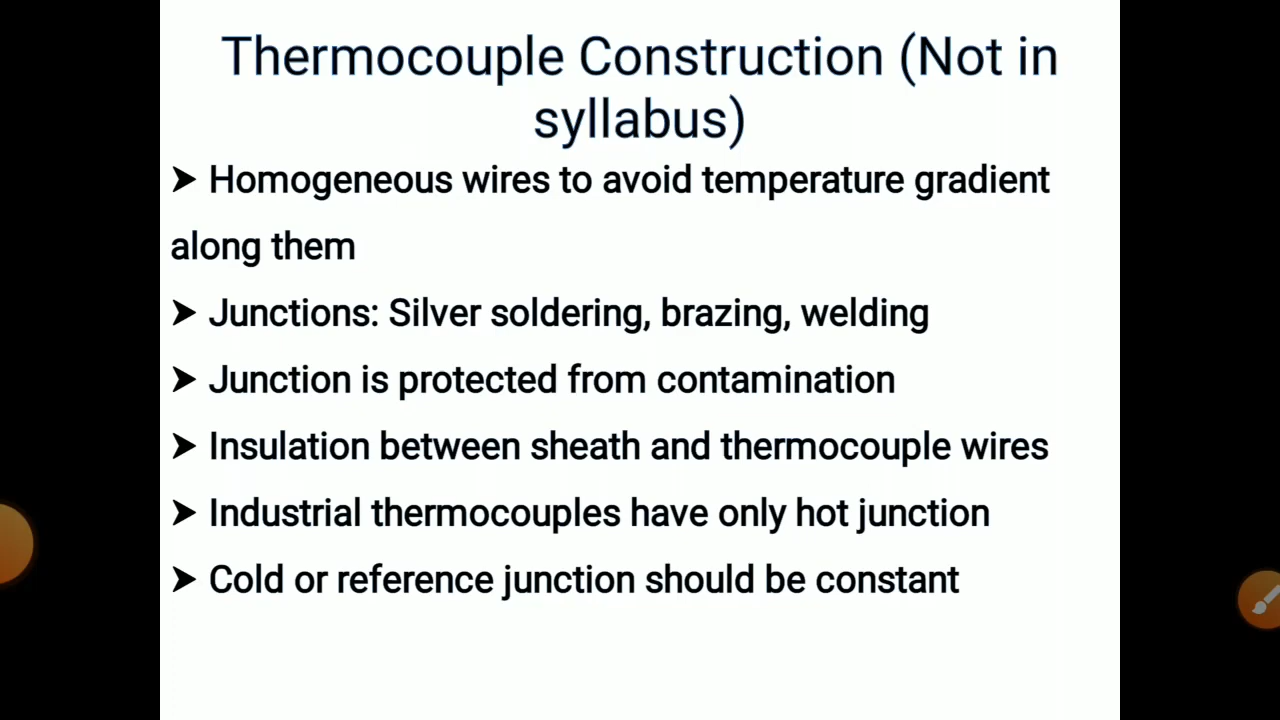 Thermocouple Construction (Not in
syllabus)
➤ Homogeneous wires to avoid temperature gradient
along them
➤ Junctions: Silver soldering, brazing, welding
➤ Junction is protected from contamination
➤ Insulation between sheath and thermocouple wires
➤ Industrial thermocouples have only hot junction
➤ Cold or reference junction should be constant